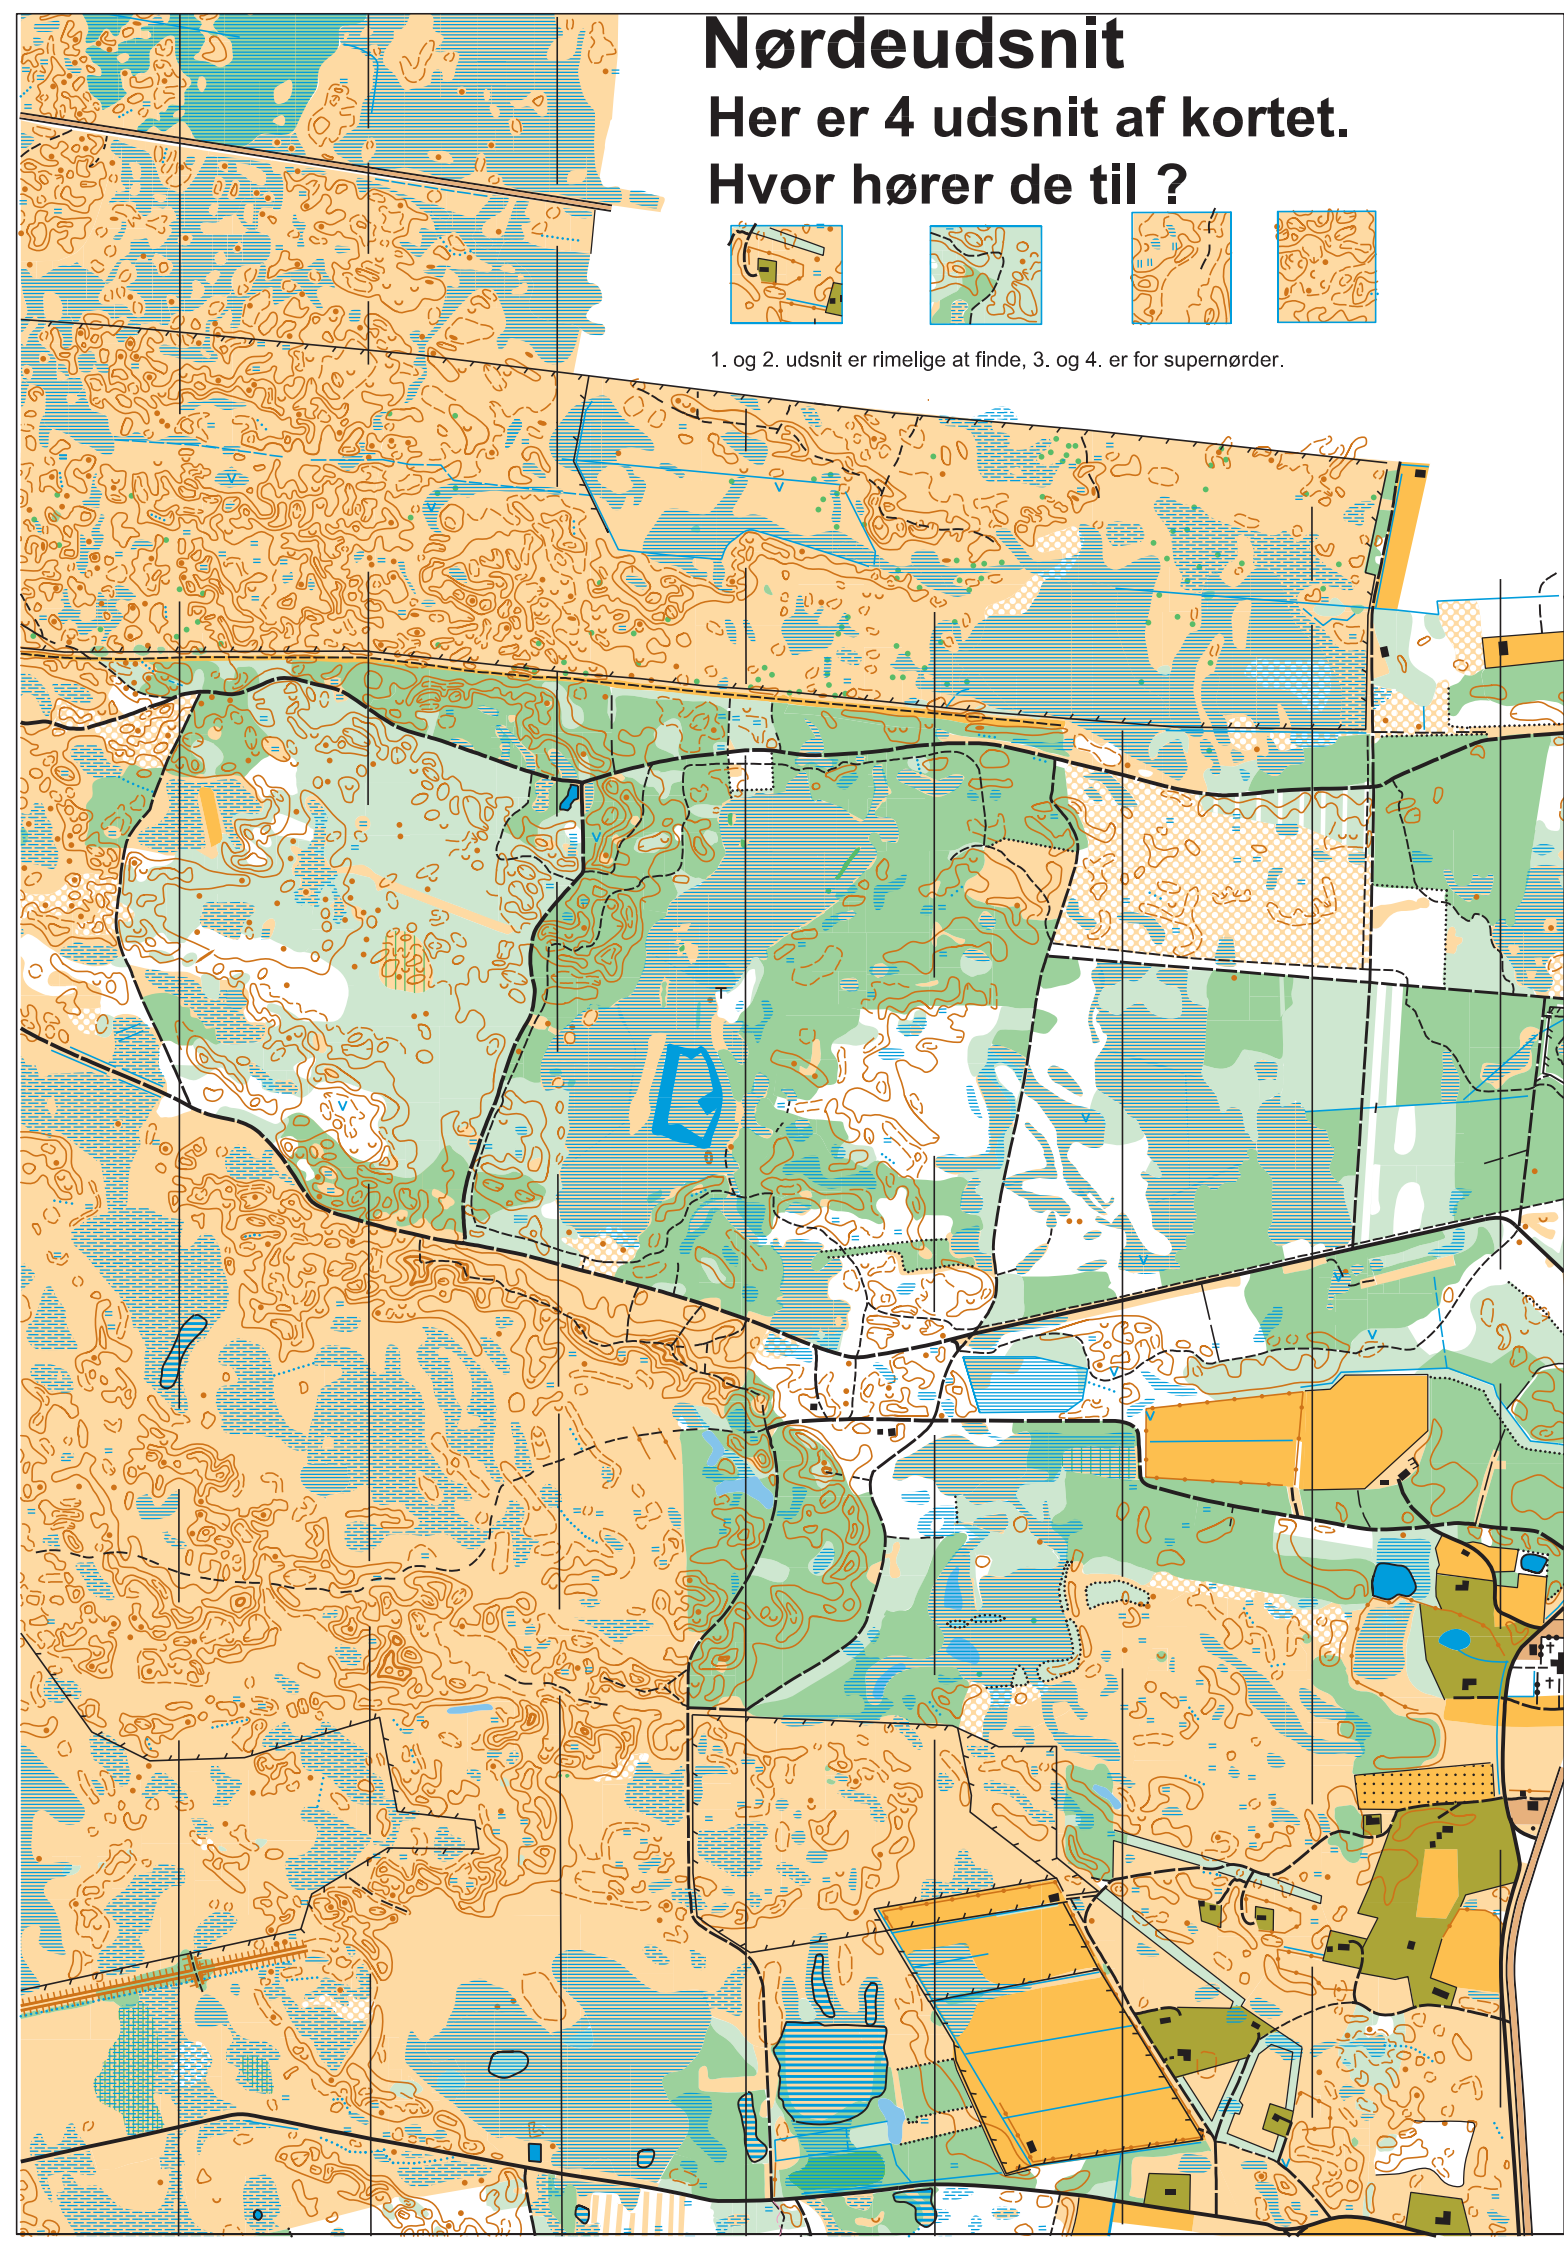 Nørdeudsnit
Her er 4 udsnit af kortet.
Hvor hører de til ?
1. og 2. udsnit er rimelige at finde, 3. og 4. er for supernørder.